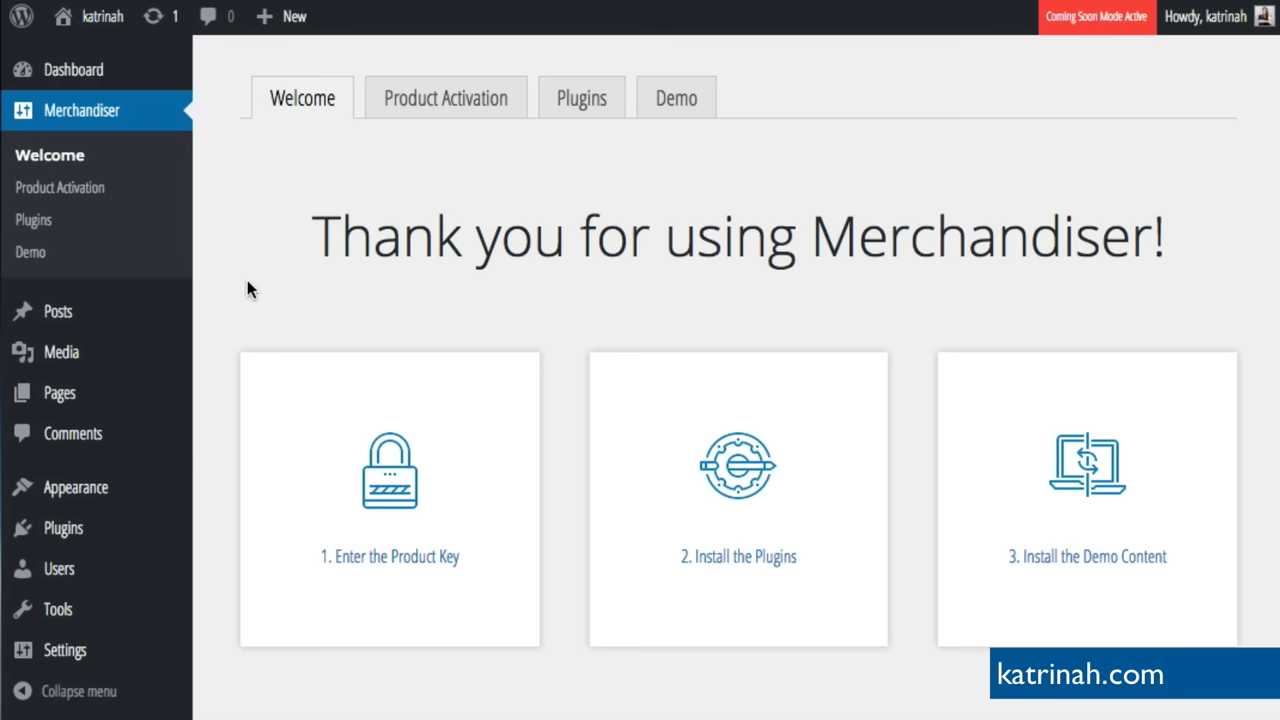 katrinah 1 0 New Coming Soon Mode Active Howdy, katrinah
Dashboard
Merchandiser
Welcome
Product Activation
Plugins
Demo
Posts
Media
Pages
Comments
Appearance
Plugins
Users
Tools
Settings
Collapse menu
Welcome Product Activation Plugins Demo
Thank you for using Merchandiser!
1. Enter the Product Key
2. Install the Plugins
3. Install the Demo Content
katrinah.com